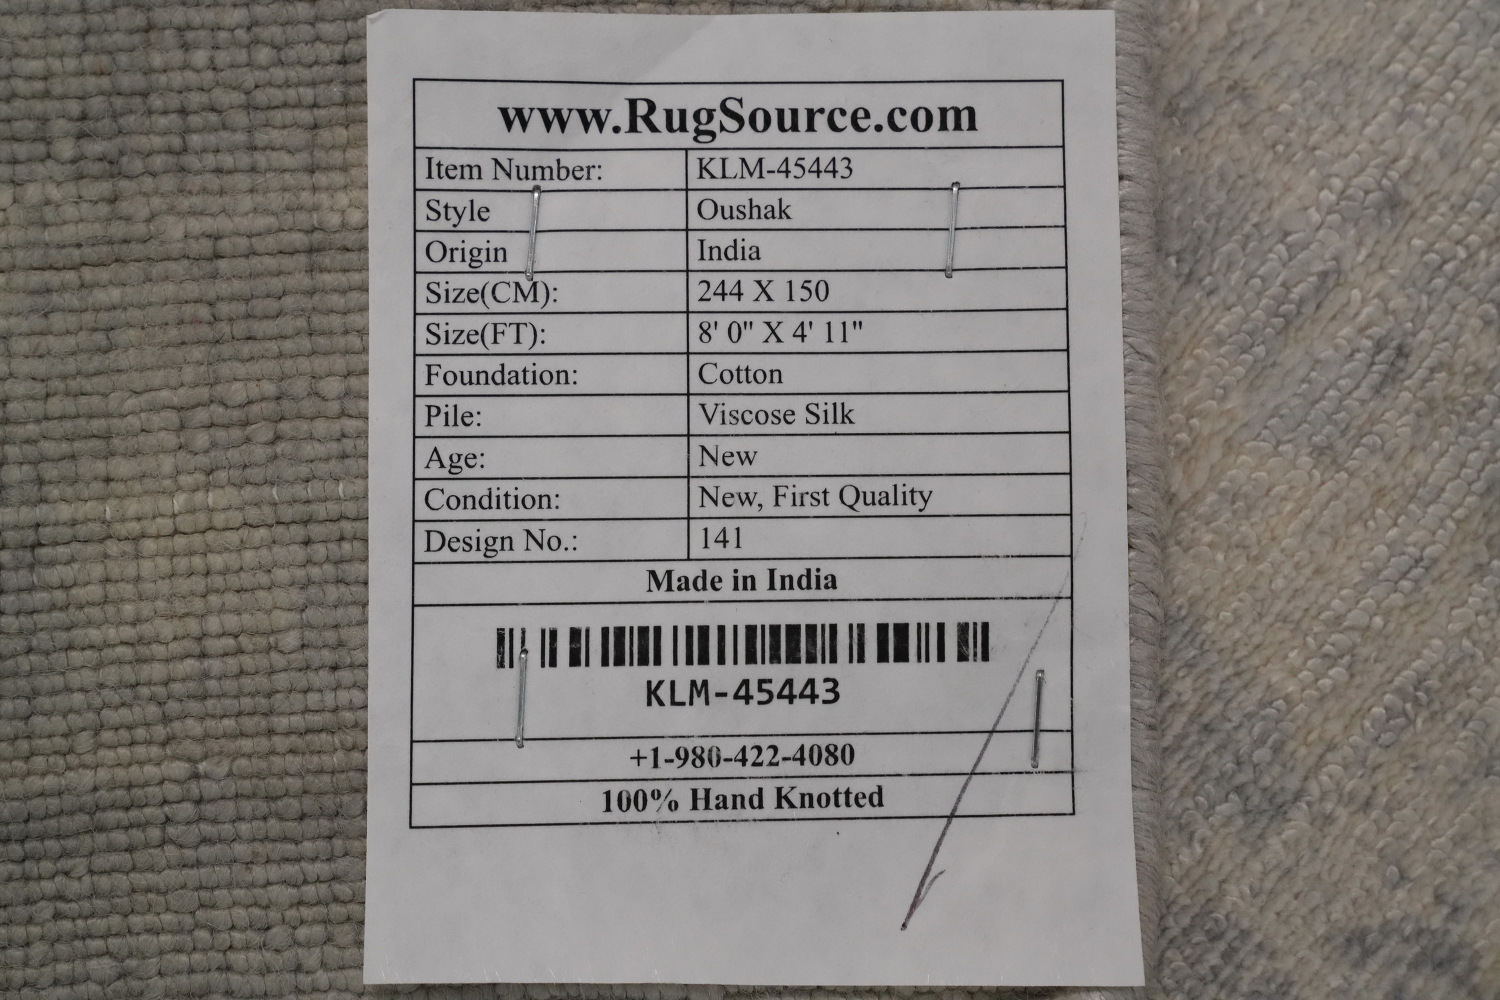 www.RugSource.com
Item Number: KLM-45443
Style Oushak
Origin India
Size(CM): 244 X 150
Size(FT): 8' 0" X 4' 11"
Foundation: Cotton
Pile: Viscose Silk
Age: New
Condition: New, First Quality
Design No.: 141
Made in India
KLM-45443
+1-980-422-4080
100% Hand Knotted